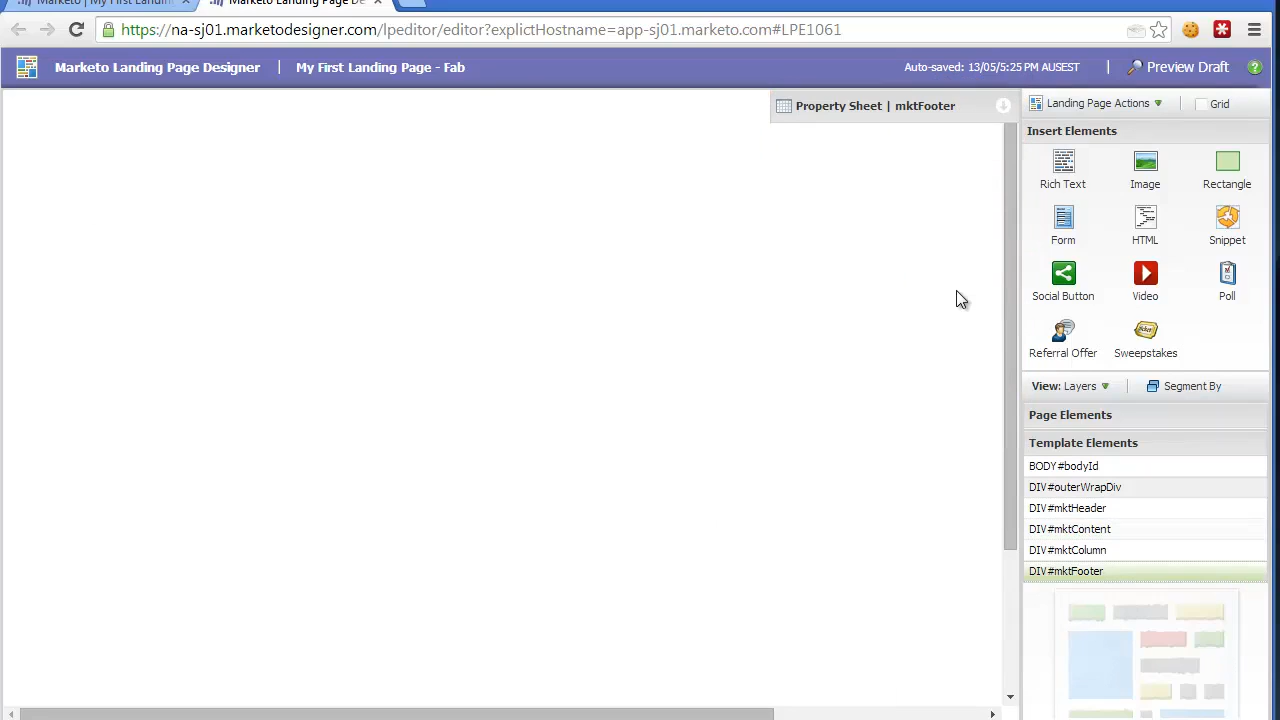 Marketo | My First Landin
Marketo Landing Page De
https://na-sj01.marketodesigner.com/lpeditor/editor?explicitHostname=app-sj01.marketo.com#LPE1061
Marketo Landing Page Designer | My First Landing Page - Fab
Auto-saved: 13/05/5:25 PM AUSEST | Preview Draft
Property Sheet | mktFooter
Landing Page Actions
Grid
Insert Elements
Rich Text
Image
Rectangle
Form
HTML
Snippet
Social Button
Video
Poll
Referral Offer
Sweepstakes
View: Layers
Segment By
Page Elements
Template Elements
BODY#bodyId
DIV#outerWrapDiv
DIV#mktHeader
DIV#mktContent
DIV#mktColumn
DIV#mktFooter